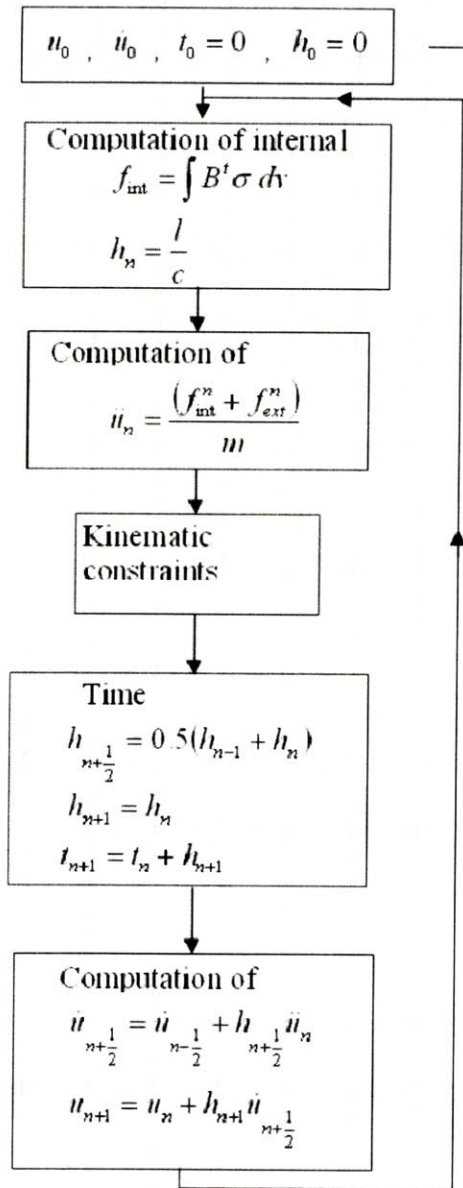 u₀ , u̇₀ , t₀ = 0 , h₀ = 0
Computation of internal
f_int = ∫ Bᵗ σ dv
h_n = l/c
Computation of
ü_n = (f_int^n + f_ext^n)/m
Kinematic
constraints
Time
h_{n+1/2} = 0.5(h_{n-1} + h_n)
h_{n+1} = h_n
t_{n+1} = t_n + h_{n+1}
Computation of
u̇_{n+1/2} = u̇_{n-1/2} + h_{n+1/2} ü_n
u_{n+1} = u_n + h_{n+1} u̇_{n+1/2}